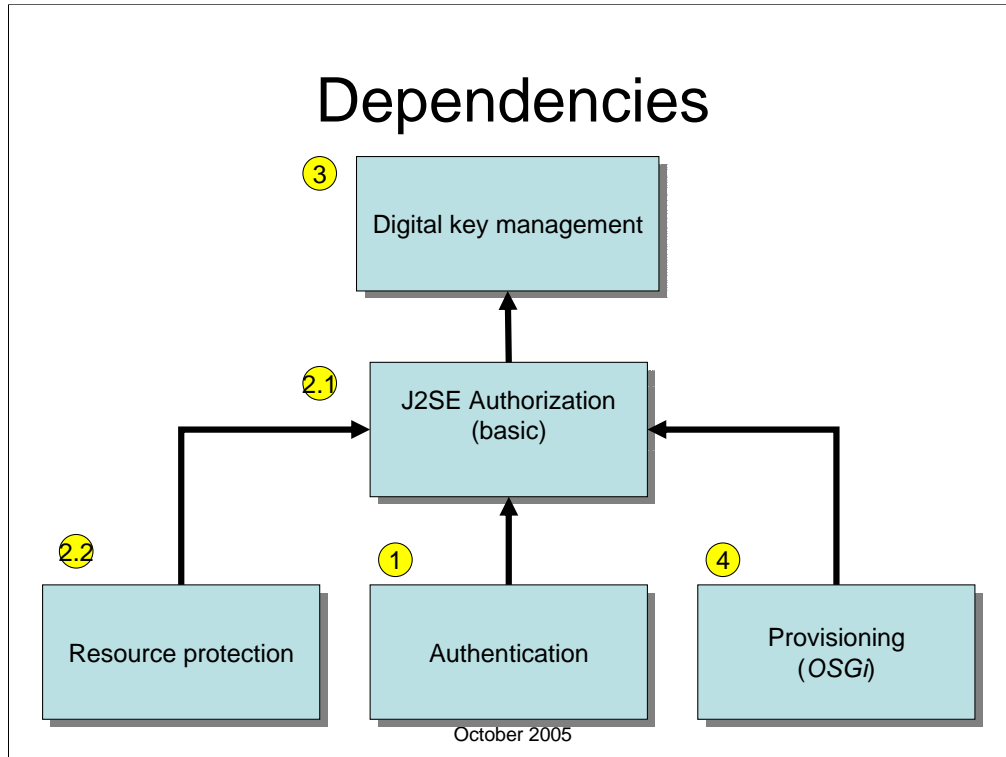 Dependencies
3
Digital key management
2.1
J2SE Authorization
(basic)
2.2
Resource protection
1
Authentication
4
Provisioning
(OSGi)
October 2005